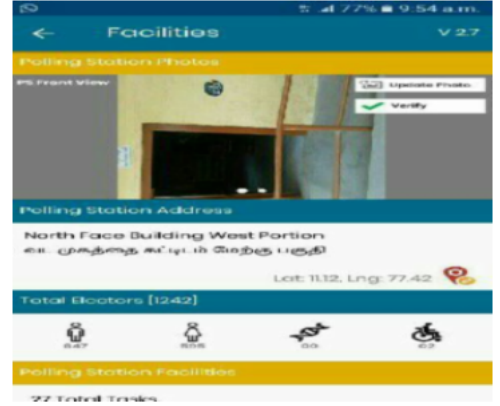 77% 9.54 a.m.
Facilities V 2.7
Polling Station Photos
PS Front View
Update Photo
Verify
Polling Station Address
North Face Building West Portion
வட முகத்தை கட்டிடம் மேற்கு பகுதி
Lat: 11.12, Lng: 77.42
Total Electors [1242]
62
Polling Station Facilities
27 Total Tasks